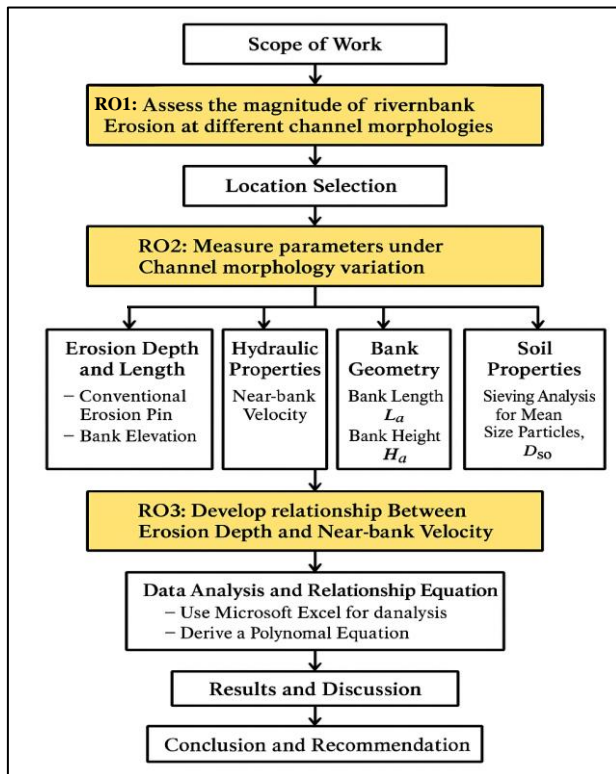 Scope of Work
RO1: Assess the magnitude of rivernbank
Erosion at different channel morphologies
Location Selection
RO2: Measure parameters under
Channel morphology variation
Erosion Depth
and Length
– Conventional
Erosion Pin
– Bank Elevation
Hydraulic
Properties
Near-bank
Velocity
Bank
Geometry
Bank Length
La
Bank Height
Ha
Soil
Properties
Sieving Analysis
for Mean
Size Particles,
Dso
RO3: Develop relationship Between
Erosion Depth and Near-bank Velocity
Data Analysis and Relationship Equation
– Use Microsoft Excel for danalysis
– Derive a Polynomal Equation
Results and Discussion
Conclusion and Recommendation